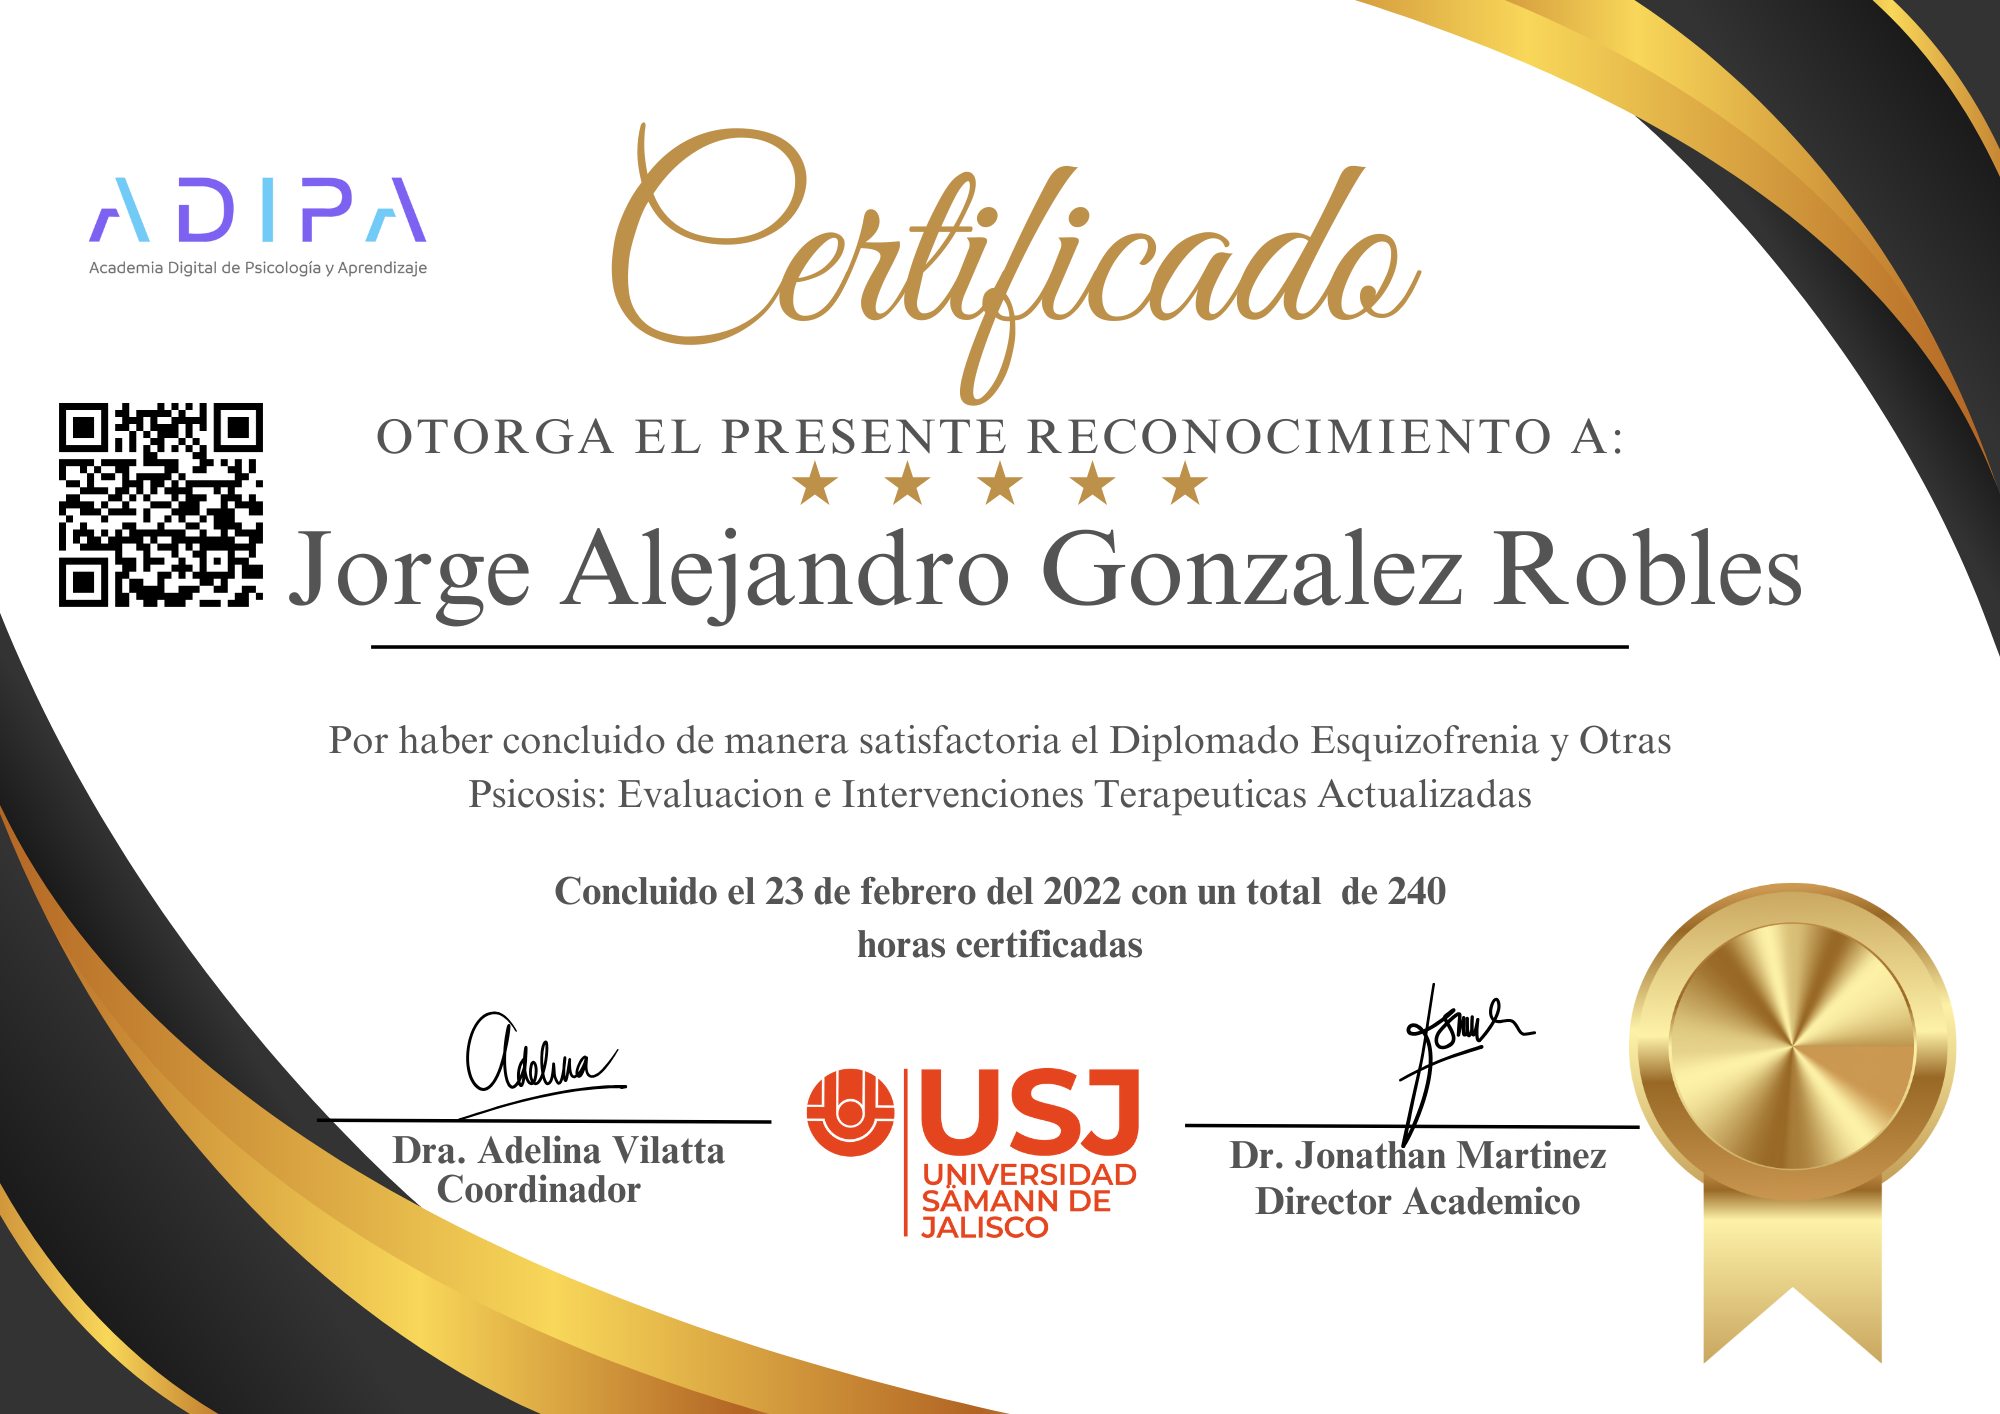 ADIPA
Academia Digital de Psicología y Aprendizaje
Certificado
OTORGA EL PRESENTE RECONOCIMIENTO A:
Jorge Alejandro Gonzalez Robles
Por haber concluido de manera satisfactoria el Diplomado Esquizofrenia y Otras
Psicosis: Evaluacion e Intervenciones Terapeuticas Actualizadas
Concluido el 23 de febrero del 2022 con un total de 240
horas certificadas
Adelina
Dra. Adelina Vilatta
Coordinador
USJ
UNIVERSIDAD
SÄMANN DE
JALISCO
Dr. Jonathan Martinez
Director Academico